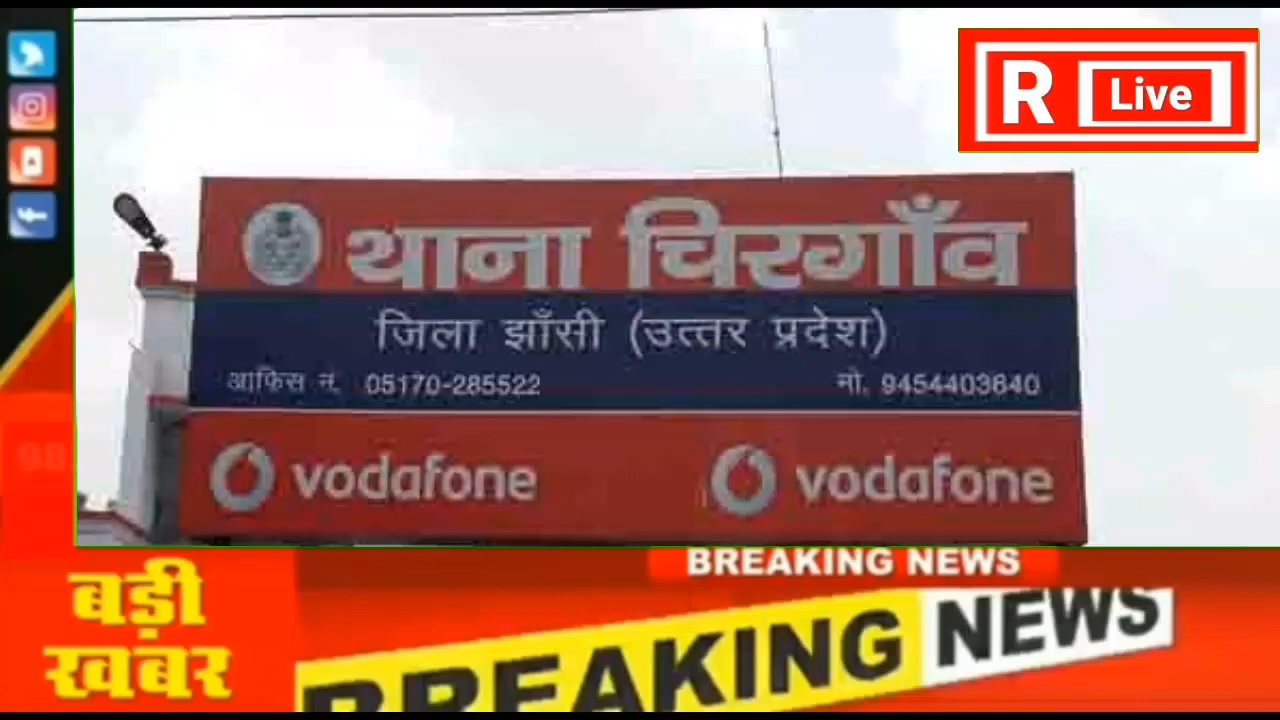 R Live
थाना चिरगाँव
जिला झाँसी (उत्तर प्रदेश)
आफिस नं. 05170-285522 मो. 9454403640
vodafone vodafone
BREAKING NEWS
बड़ी
खबर
BREAKING NEWS